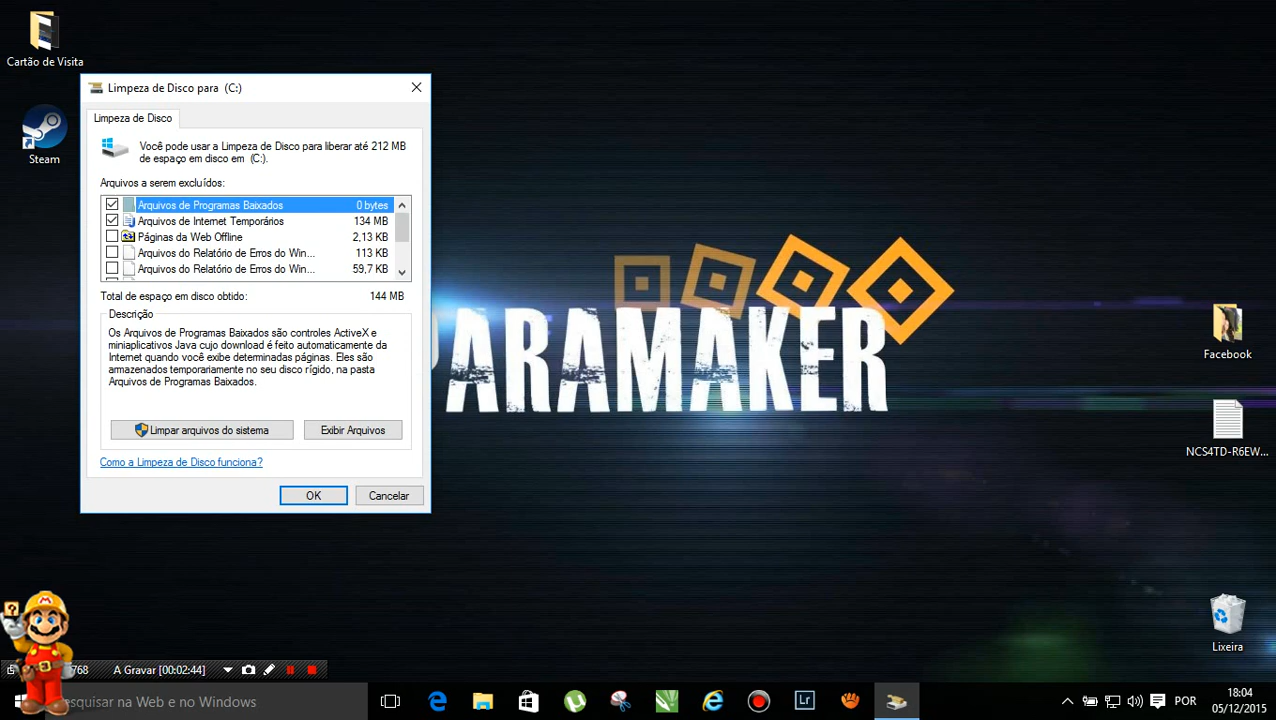 Cartão de Visita
Steam
Limpeza de Disco para (C:)
Limpeza de Disco
Você pode usar a Limpeza de Disco para liberar até 212 MB
de espaço em disco em (C:).
Arquivos a serem excluídos:
Arquivos de Programas Baixados 0 bytes
Arquivos de Internet Temporários 134 MB
Páginas da Web Offline 2,13 KB
Arquivos do Relatório de Erros do Win... 113 KB
Arquivos do Relatório de Erros do Win... 59,7 KB
Total de espaço em disco obtido: 144 MB
Descrição
Os Arquivos de Programas Baixados são controles ActiveX e
miniaplicativos Java cujo download é feito automaticamente da
Internet quando você exibe determinadas páginas. Eles são
armazenados temporariamente no seu disco rígido, na pasta
Arquivos de Programas Baixados.
Limpar arquivos do sistema
Exibir Arquivos
Como a Limpeza de Disco funciona?
OK
Cancelar
PARAMAKER
Facebook
NCS4TD-R6EW...
Lixeira
768
A Gravar [00:02:44]
esquisar na Web e no Windows
Lr
POR
18:04
05/12/2015